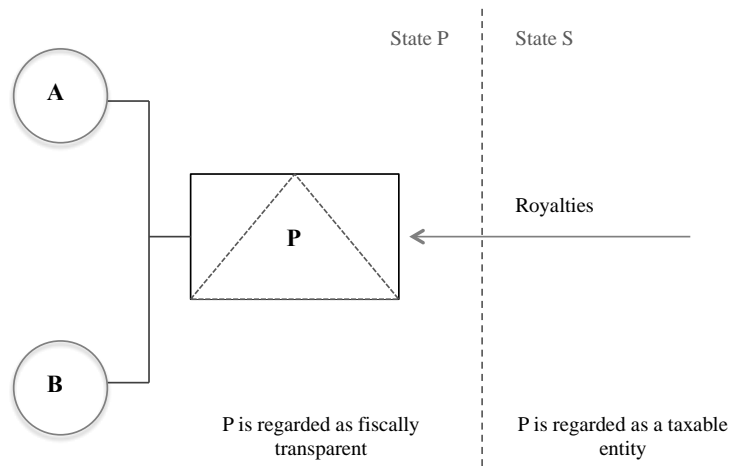 State P
State S
A
Royalties
P
B
P is regarded as fiscally
transparent
P is regarded as a taxable
entity